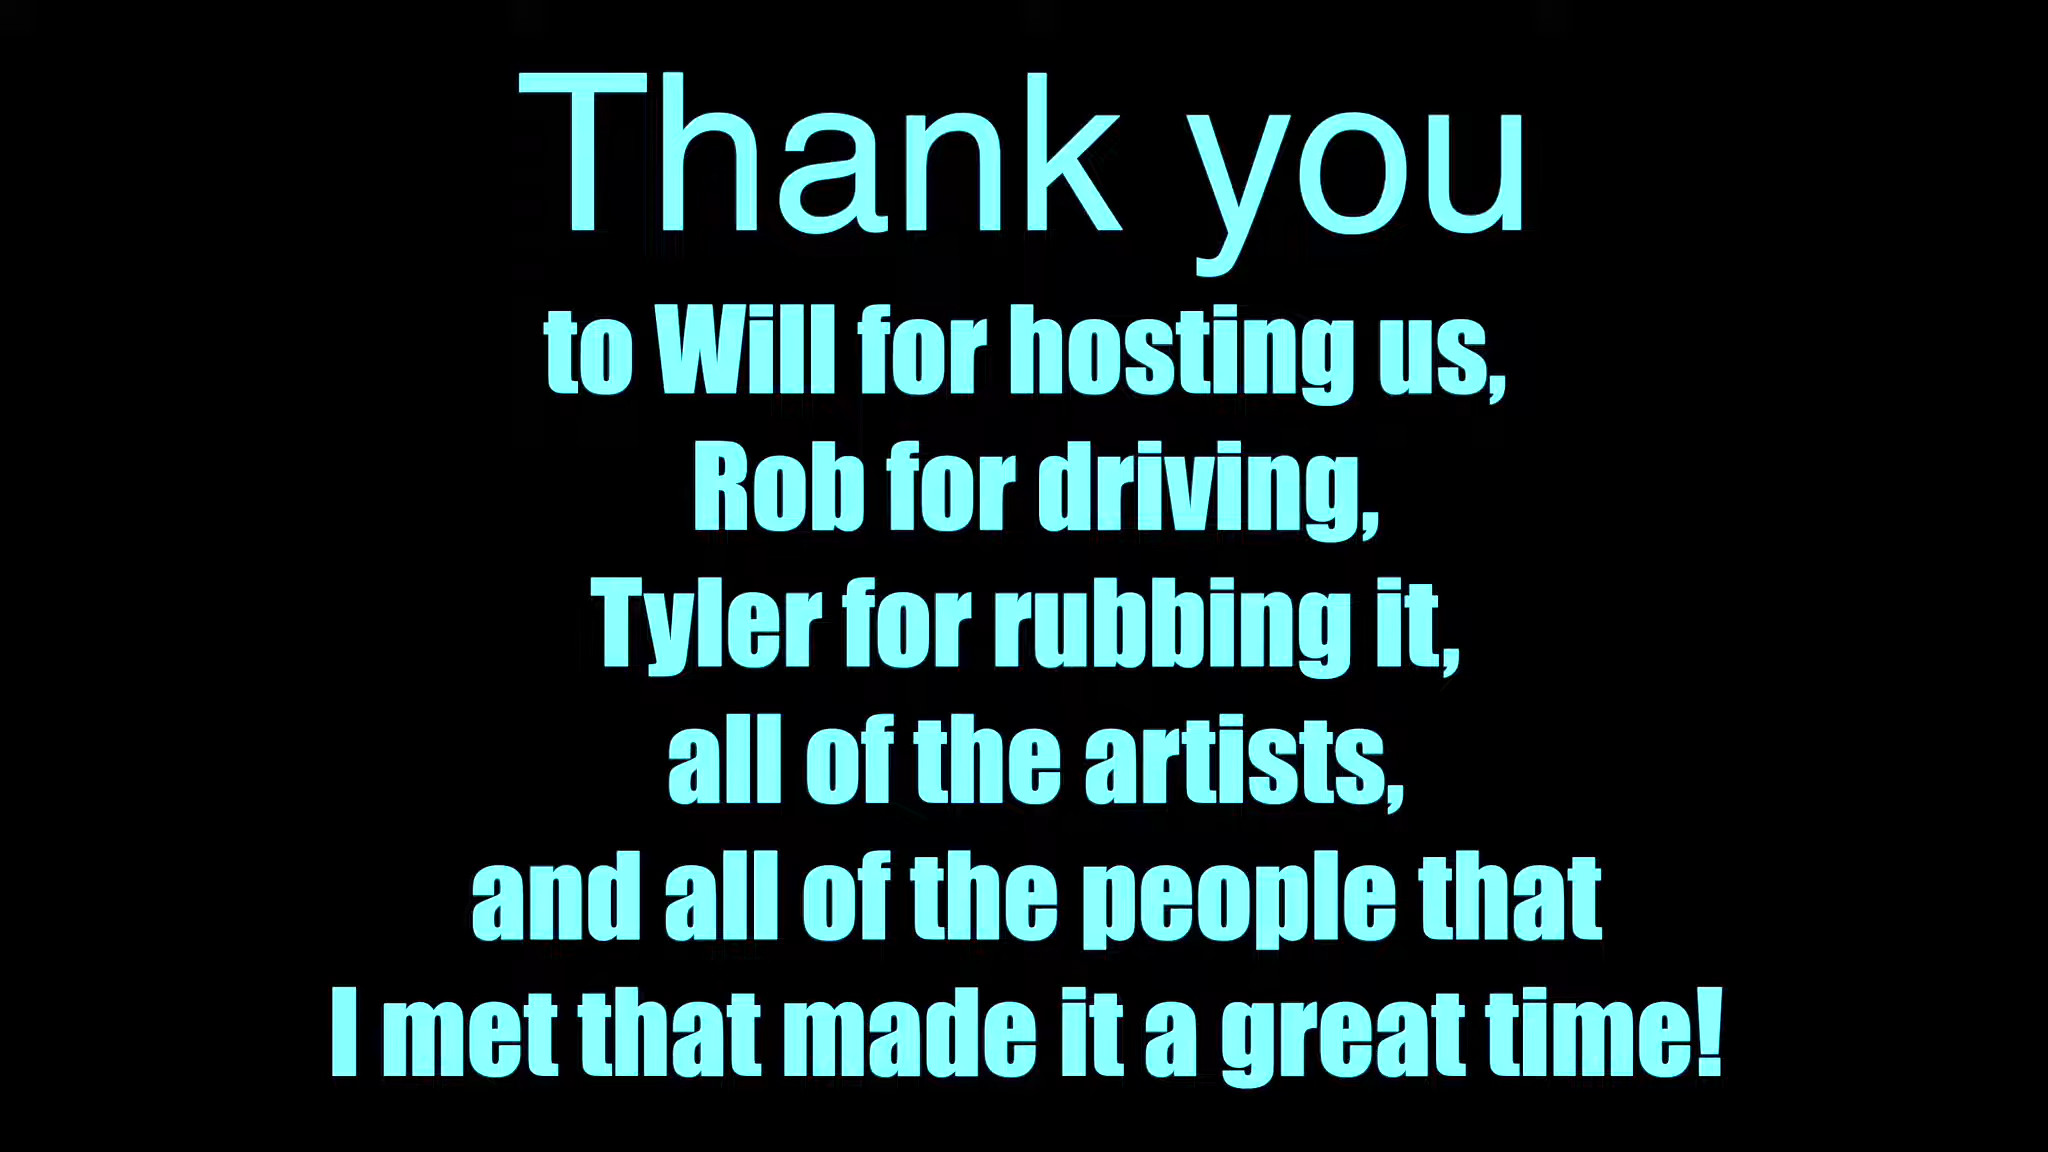 Thank you
to Will for hosting us,
Rob for driving,
Tyler for rubbing it,
all of the artists,
and all of the people that
I met that made it a great time!